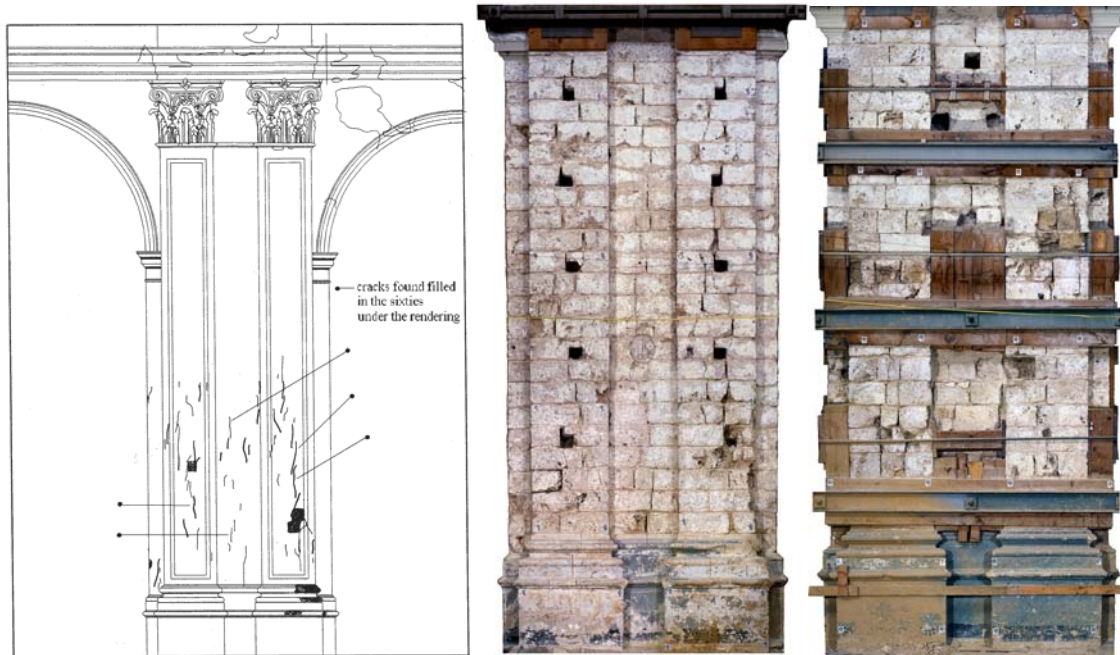 cracks found filled
in the sixties
under the rendering